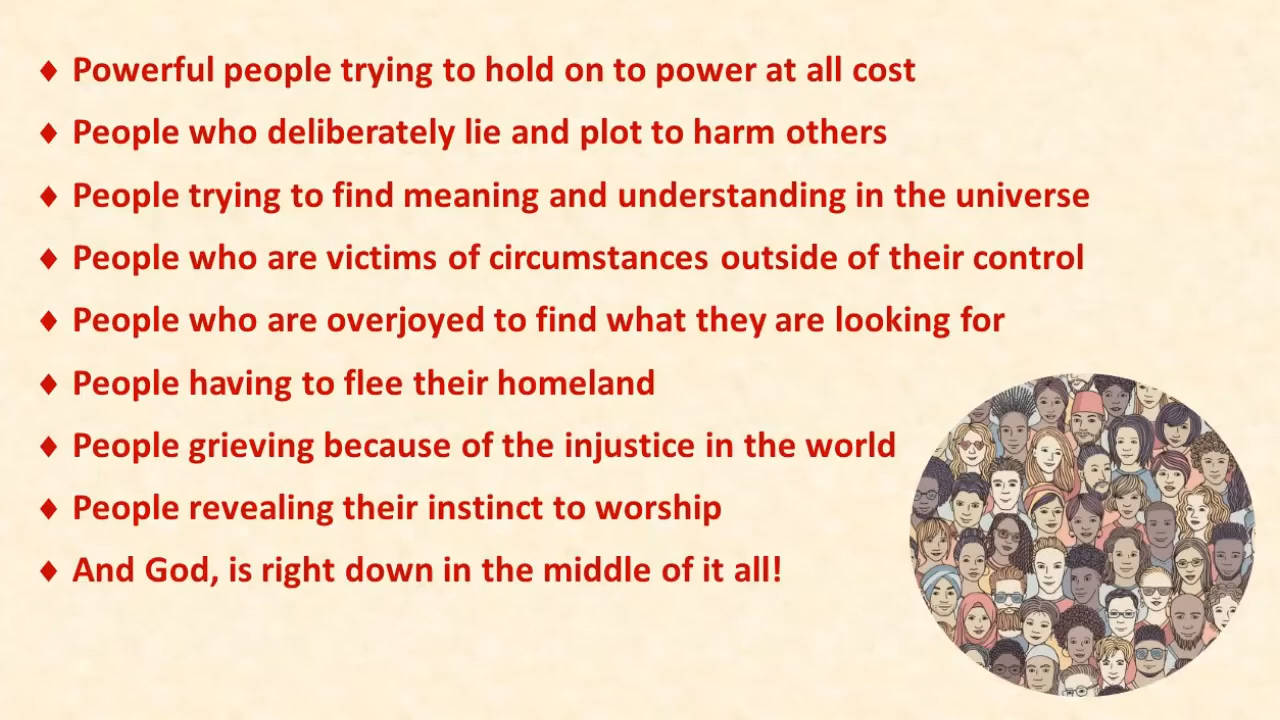 ♦ Powerful people trying to hold on to power at all cost
♦ People who deliberately lie and plot to harm others
♦ People trying to find meaning and understanding in the universe
♦ People who are victims of circumstances outside of their control
♦ People who are overjoyed to find what they are looking for
♦ People having to flee their homeland
♦ People grieving because of the injustice in the world
♦ People revealing their instinct to worship
♦ And God, is right down in the middle of it all!